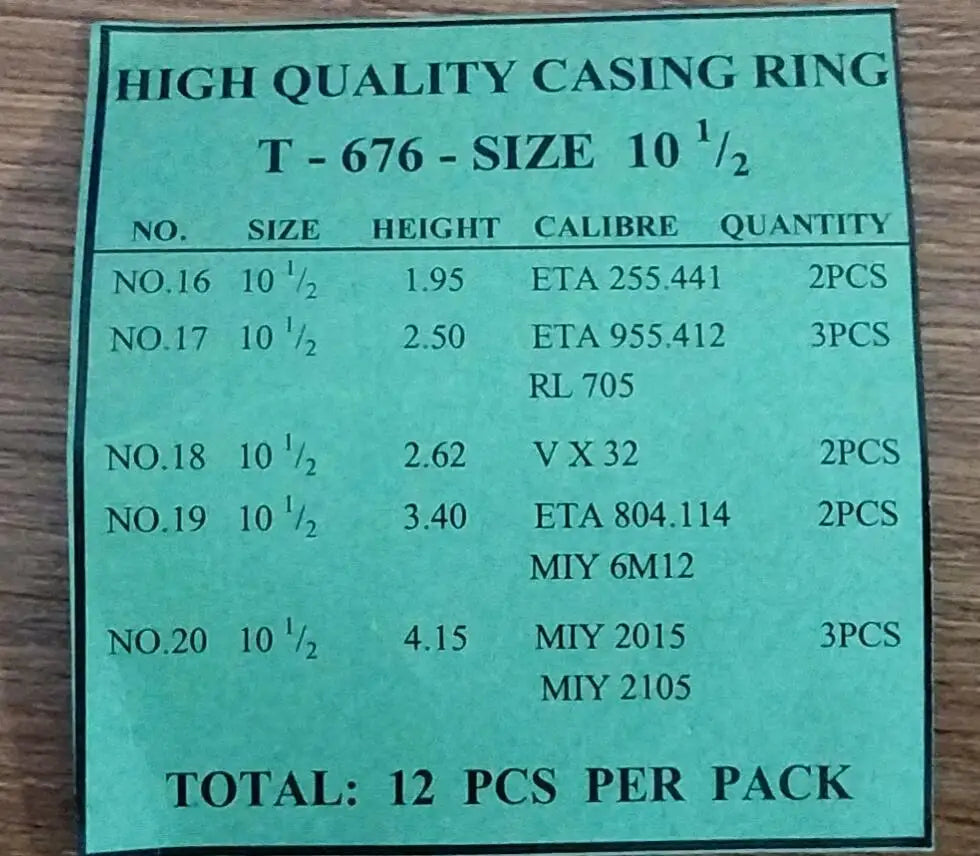 HIGH QUALITY CASING RING
T - 676 - SIZE 10 1/2
NO. SIZE HEIGHT CALIBRE QUANTITY
NO.16 10 1/2 1.95 ETA 255.441 2PCS
NO.17 10 1/2 2.50 ETA 955.412 3PCS
RL 705
NO.18 10 1/2 2.62 V X 32 2PCS
NO.19 10 1/2 3.40 ETA 804.114 2PCS
MIY 6M12
NO.20 10 1/2 4.15 MIY 2015 3PCS
MIY 2105
TOTAL: 12 PCS PER PACK